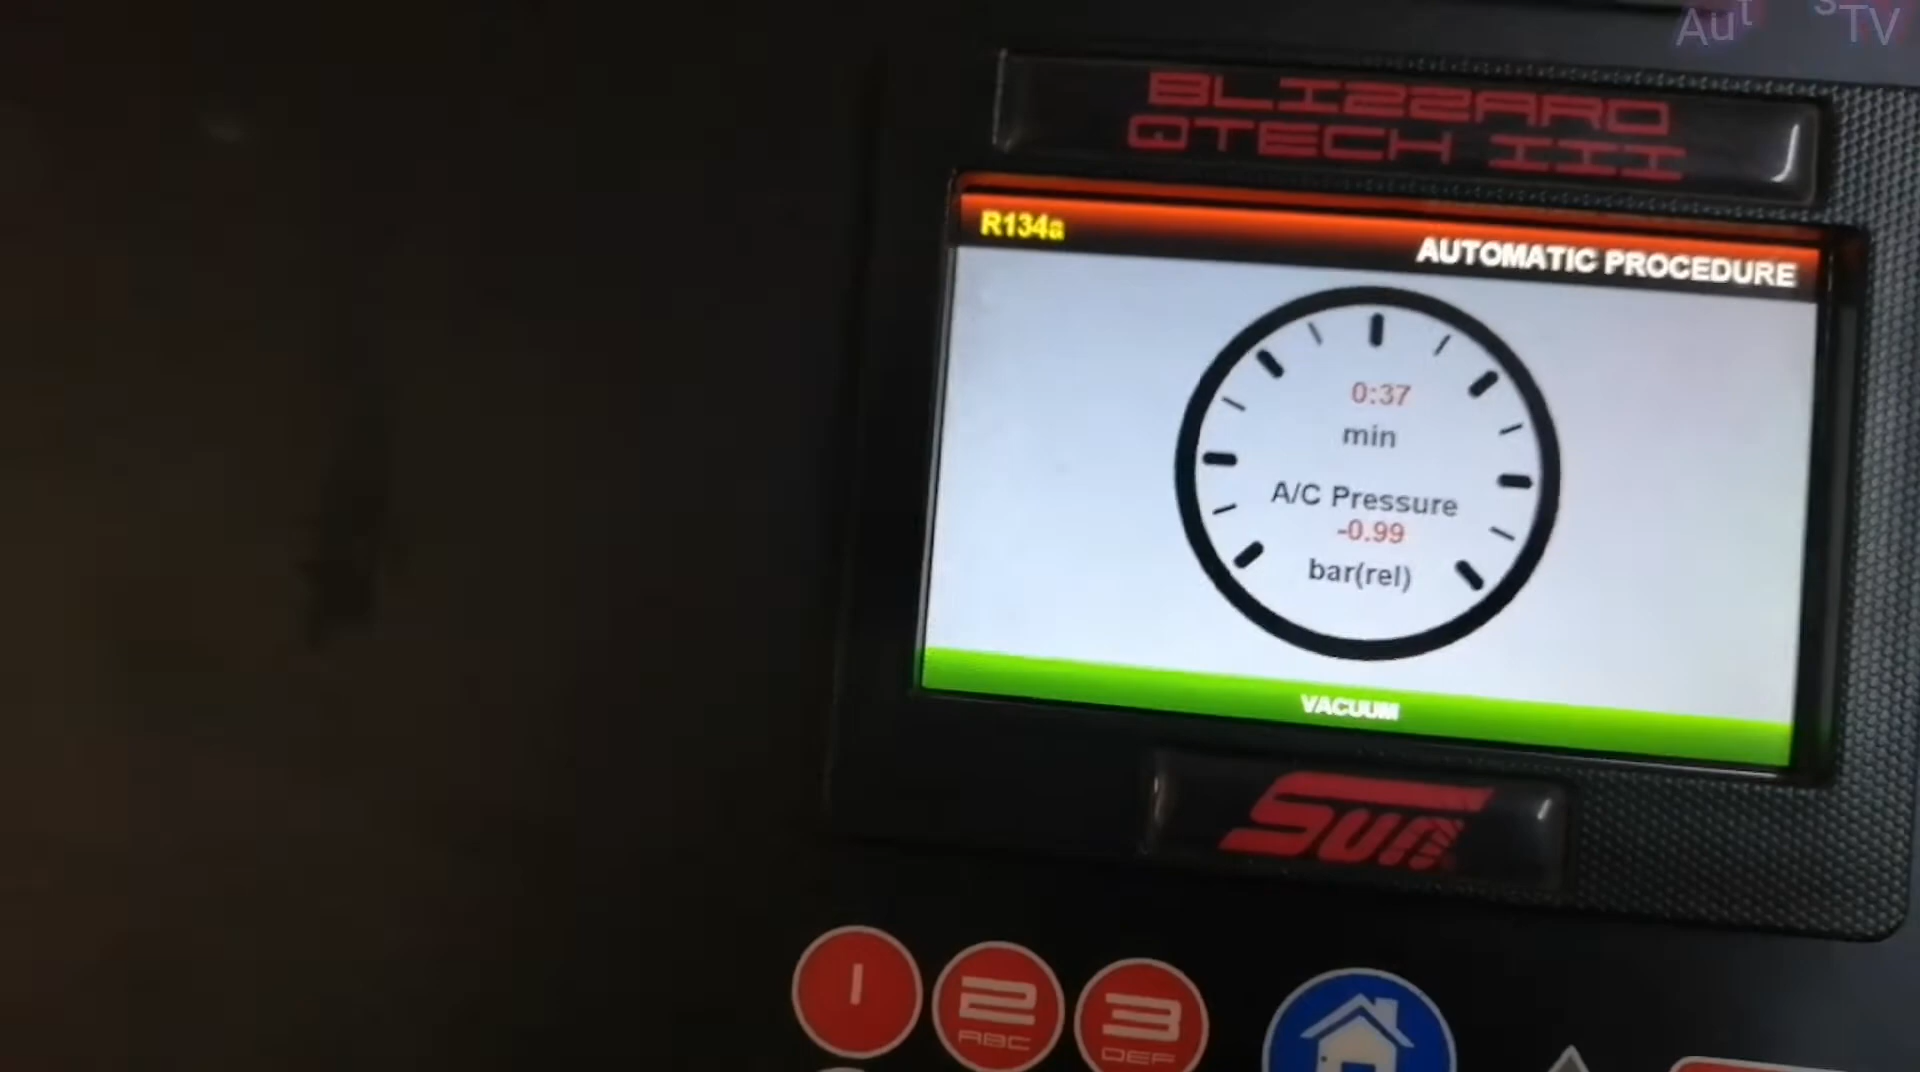 BLIZZARD
QTECH III
R134a
AUTOMATIC PROCEDURE
0:37
min
A/C Pressure
-0.99
bar(rel)
VACUUM
Sun
1
2
ABC
3
DEF